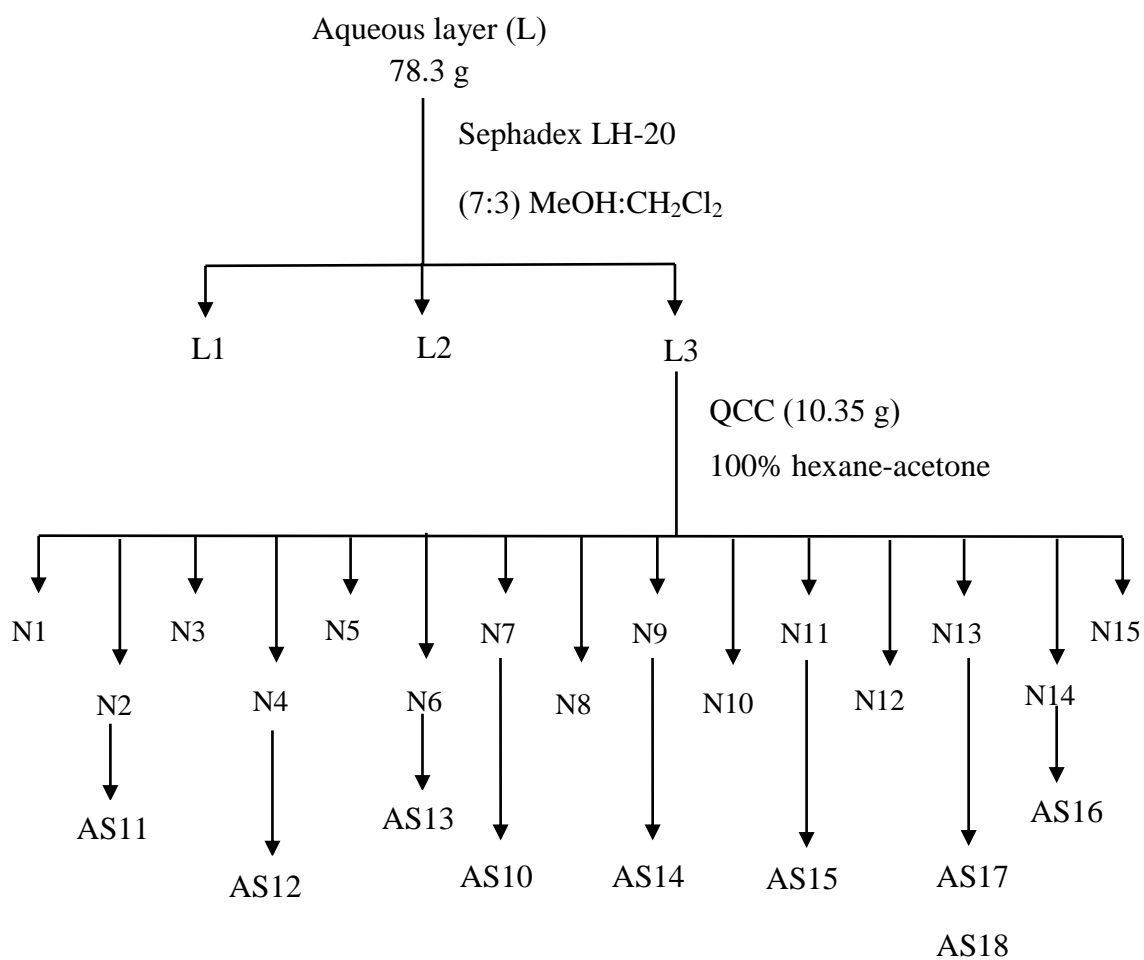 Aqueous layer (L)
78.3 g
Sephadex LH-20
(7:3) MeOH:CH₂Cl₂
L1 L2 L3
QCC (10.35 g)
100% hexane-acetone
N1 N3 N5 N7 N9 N11 N13 N15
N2 N4 N6 N8 N10 N12 N14
AS11 AS13 AS16
AS12 AS10 AS14 AS15 AS17
AS18